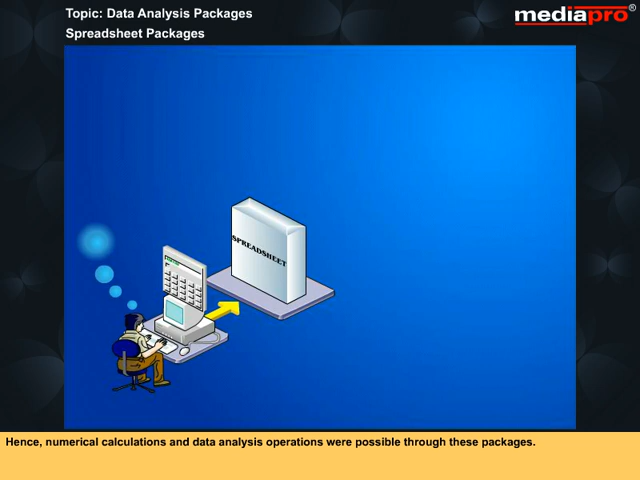 Topic: Data Analysis Packages
Spreadsheet Packages
mediapro®
SPREADSHEET
Hence, numerical calculations and data analysis operations were possible through these packages.